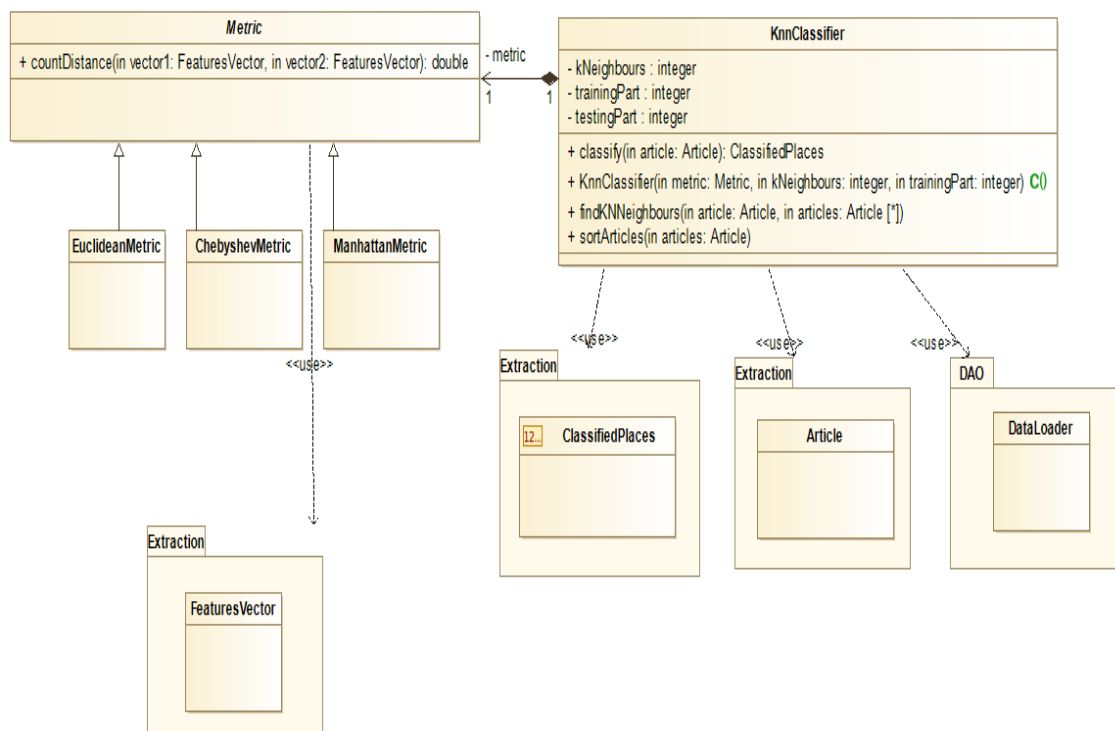 Metric
+ countDistance(in vector1: FeaturesVector, in vector2: FeaturesVector): double
- metric
1
1
KnnClassifier
- kNeighbours : integer
- trainingPart : integer
- testingPart : integer
+ classify(in article: Article): ClassifiedPlaces
+ KnnClassifier(in metric: Metric, in kNeighbours: integer, in trainingPart: integer) C()
+ findKNNeighbours(in article: Article, in articles: Article [*])
+ sortArticles(in articles: Article)
EuclideanMetric
ChebyshevMetric
ManhattanMetric
<<use>>
<<use>>
<<use>>
<<use>>
Extraction
12... ClassifiedPlaces
Extraction
Article
DAO
DataLoader
Extraction
FeaturesVector